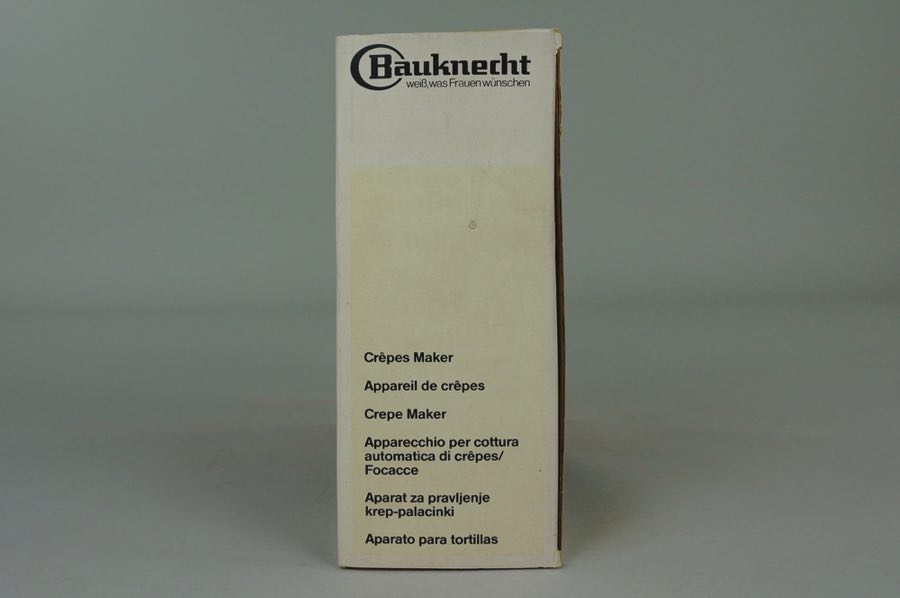 Bauknecht
weiß, was Frauen wünschen
Crêpes Maker
Appareil de crêpes
Crepe Maker
Apparecchio per cottura
automatica di crêpes/
Focacce
Aparat za pravljenje
krep-palacinki
Aparato para tortillas